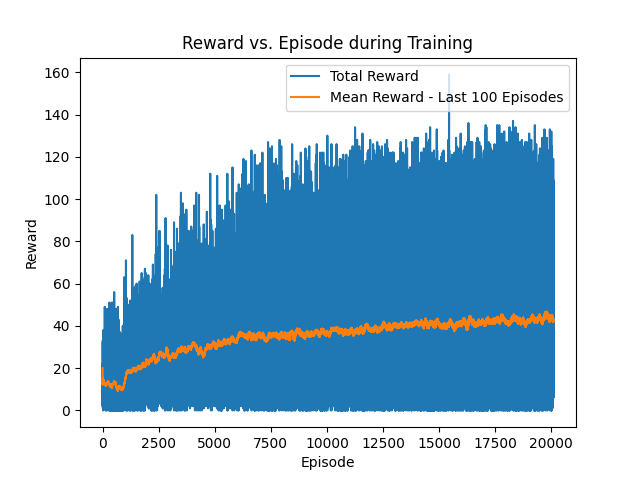 Reward vs. Episode during Training
Total Reward
Mean Reward - Last 100 Episodes
Reward
160
140
120
100
80
60
40
20
0
0 2500 5000 7500 10000 12500 15000 17500 20000
Episode